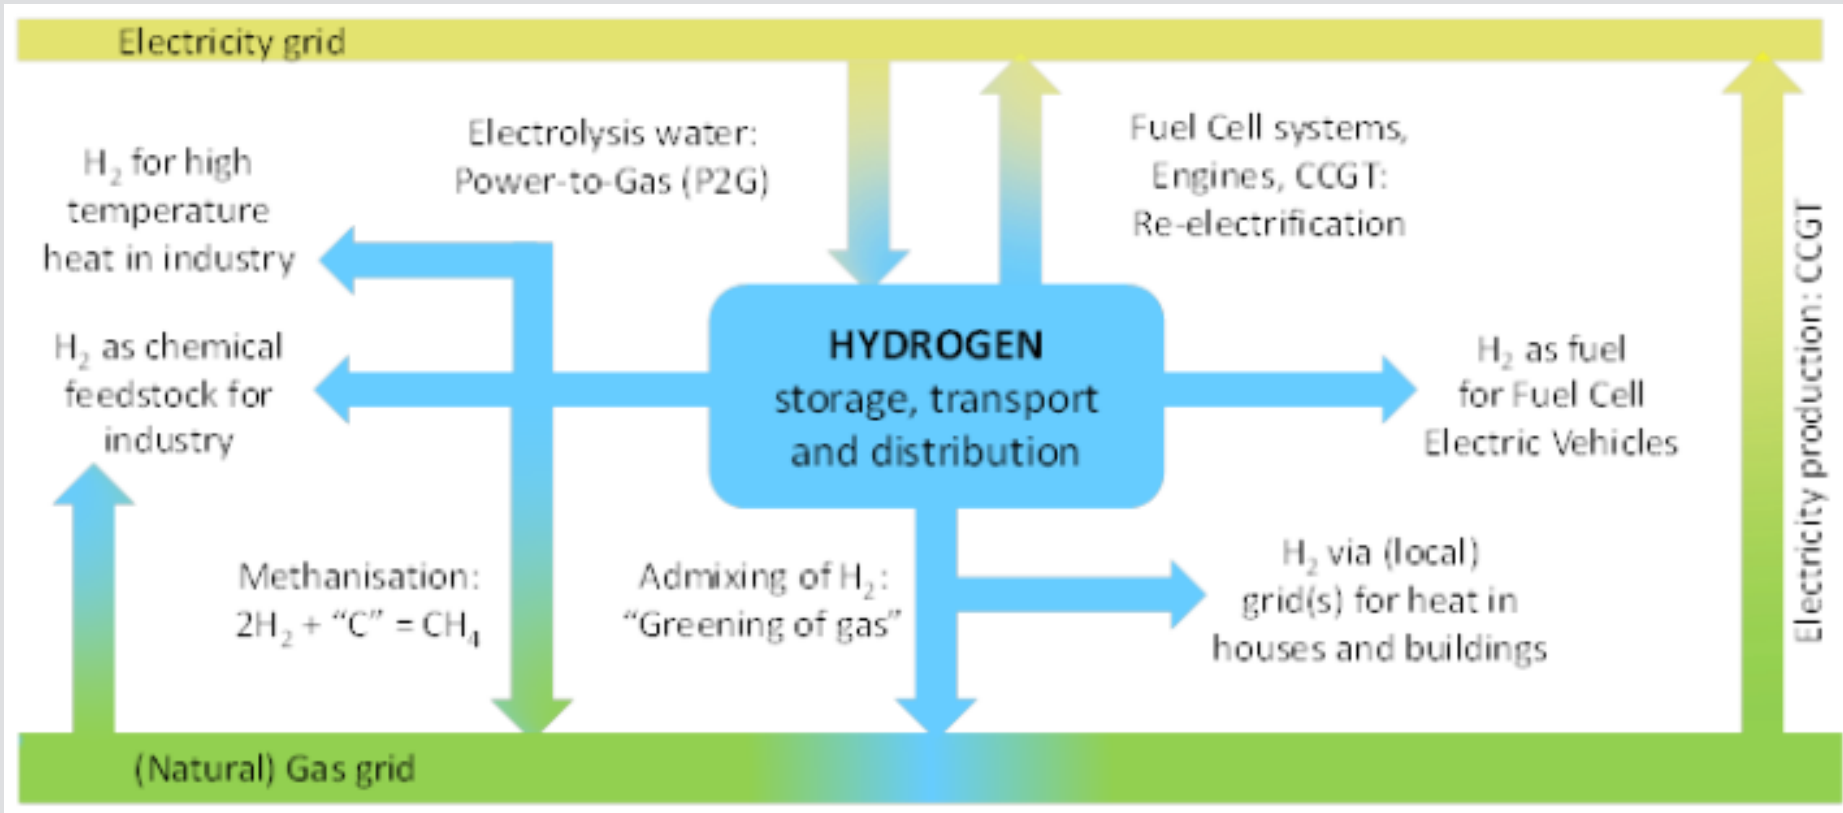 Electricity grid
Electrolysis water:
Power-to-Gas (P2G)
Fuel Cell systems,
Engines, CCGT:
Re-electrification
H₂ for high
temperature
heat in industry
H₂ as chemical
feedstock for
industry
HYDROGEN
storage, transport
and distribution
H₂ as fuel
for Fuel Cell
Electric Vehicles
Electricity production: CCGT
Methanisation:
2H₂ + “C” = CH₄
Admixing of H₂:
“Greening of gas”
H₂ via (local)
grid(s) for heat in
houses and buildings
(Natural) Gas grid